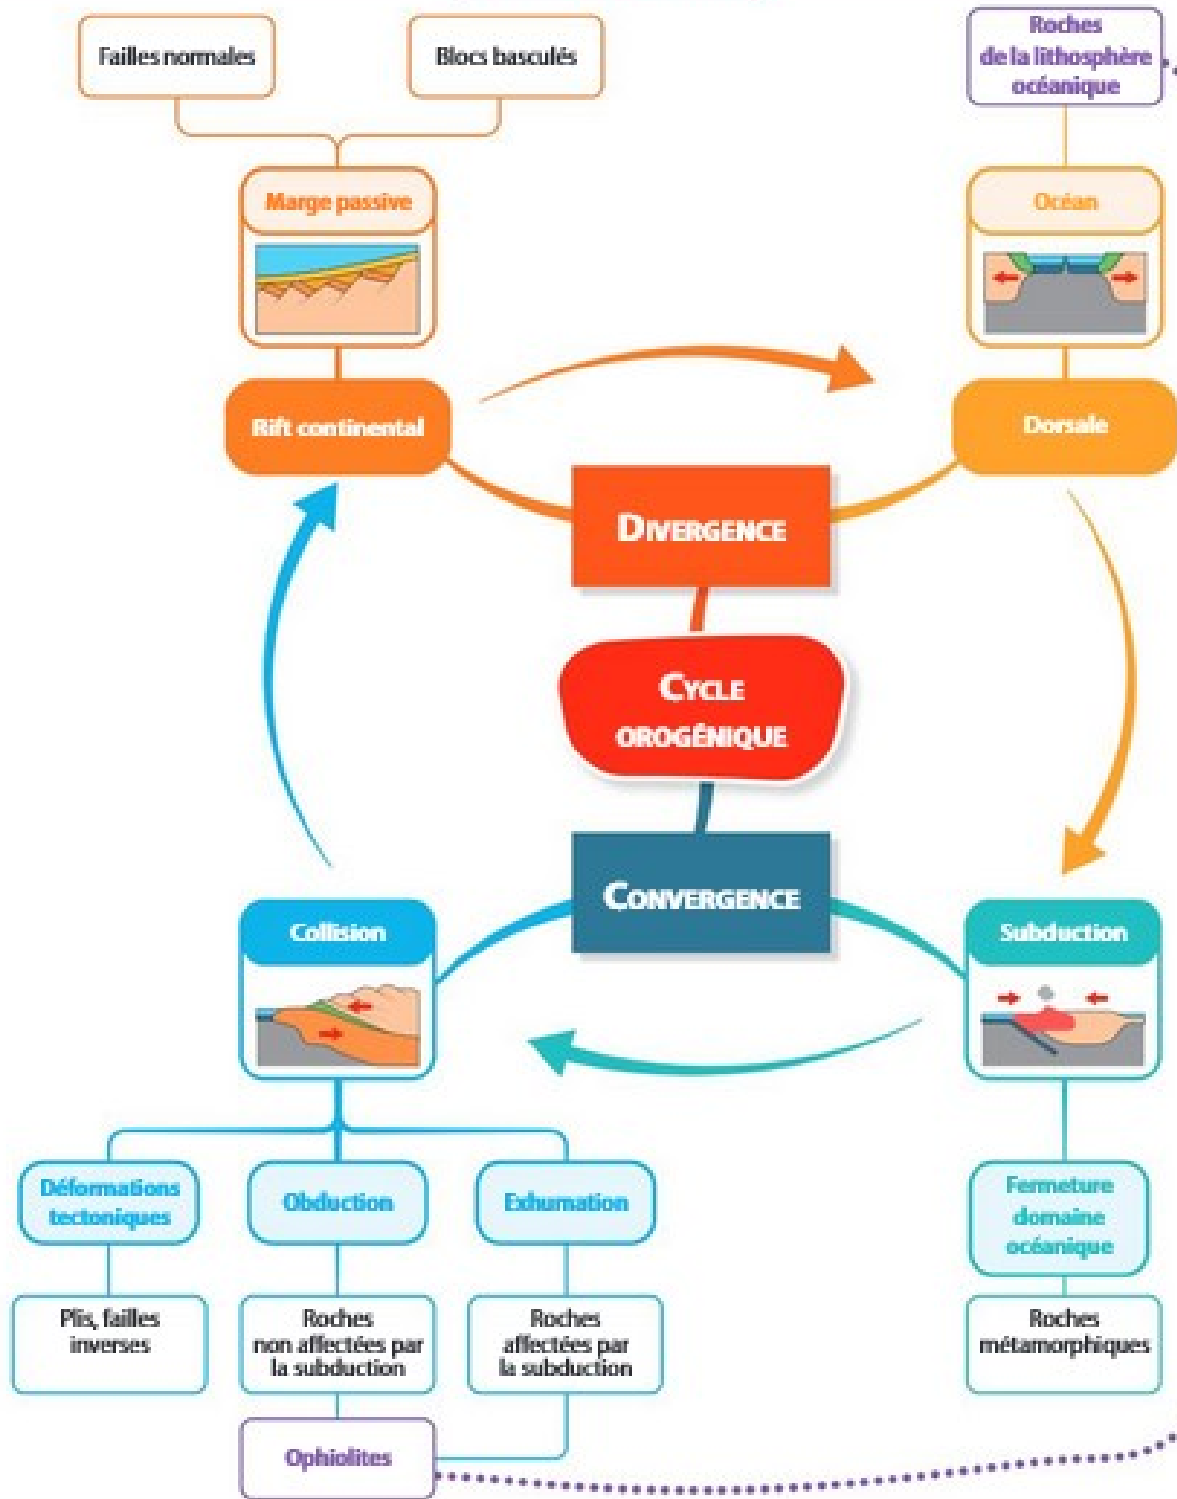 Failles normales
Blocs basculés
Roches
de la lithosphère
océanique
Marge passive
Océan
Rift continental
Dorsale
DIVERGENCE
CYCLE
OROGÉNIQUE
CONVERGENCE
Collision
Subduction
Déformations
tectoniques
Obduction
Exhumation
Fermeture
domaine
océanique
Plis, failles
inverses
Roches
non affectées par
la subduction
Roches
affectées par
la subduction
Roches
métamorphiques
Ophiolites